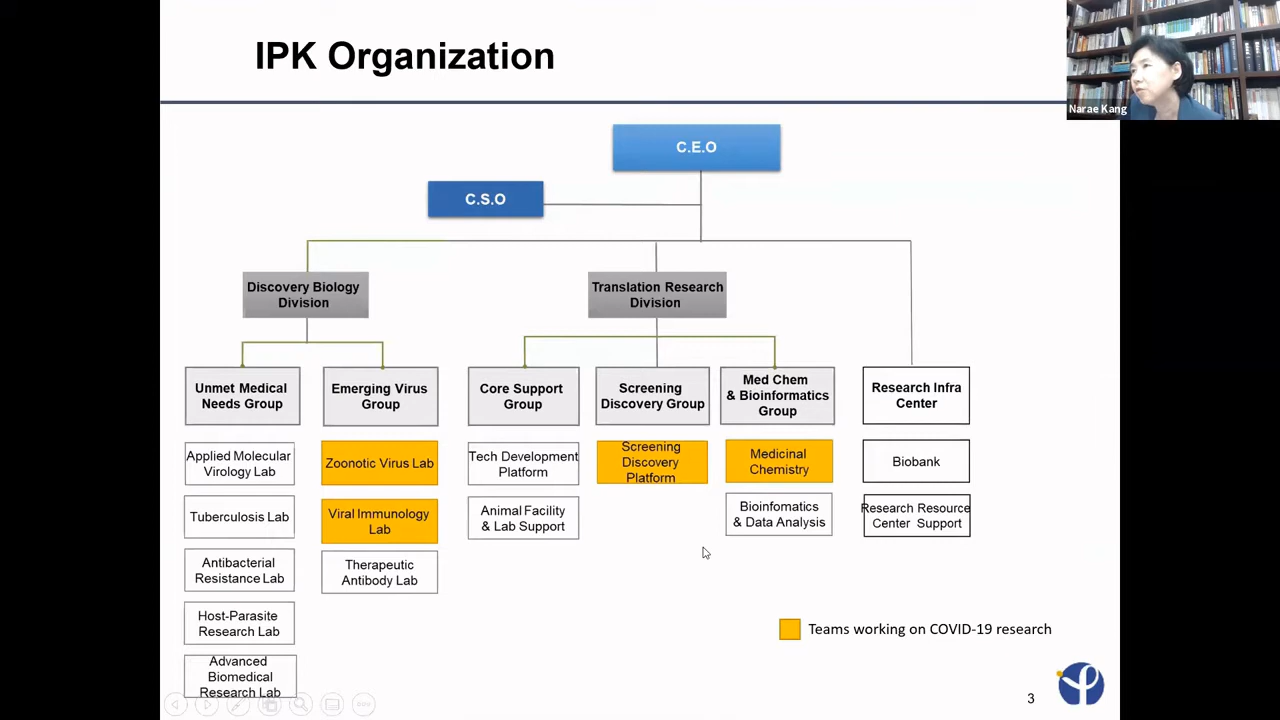 IPK Organization
Narae Kang
C.E.O
C.S.O
Discovery Biology
Division
Translation Research
Division
Unmet Medical
Needs Group
Emerging Virus
Group
Core Support
Group
Screening
Discovery Group
Med Chem
& Bioinformatics
Group
Research Infra
Center
Applied Molecular
Virology Lab
Zoonotic Virus Lab
Tech Development
Platform
Screening
Discovery
Platform
Medicinal
Chemistry
Biobank
Tuberculosis Lab
Viral Immunology
Lab
Animal Facility
& Lab Support
Bioinfomatics
& Data Analysis
Research Resource
Center Support
Antibacterial
Resistance Lab
Therapeutic
Antibody Lab
Host-Parasite
Research Lab
Advanced
Biomedical
Research Lab
Teams working on COVID-19 research
3